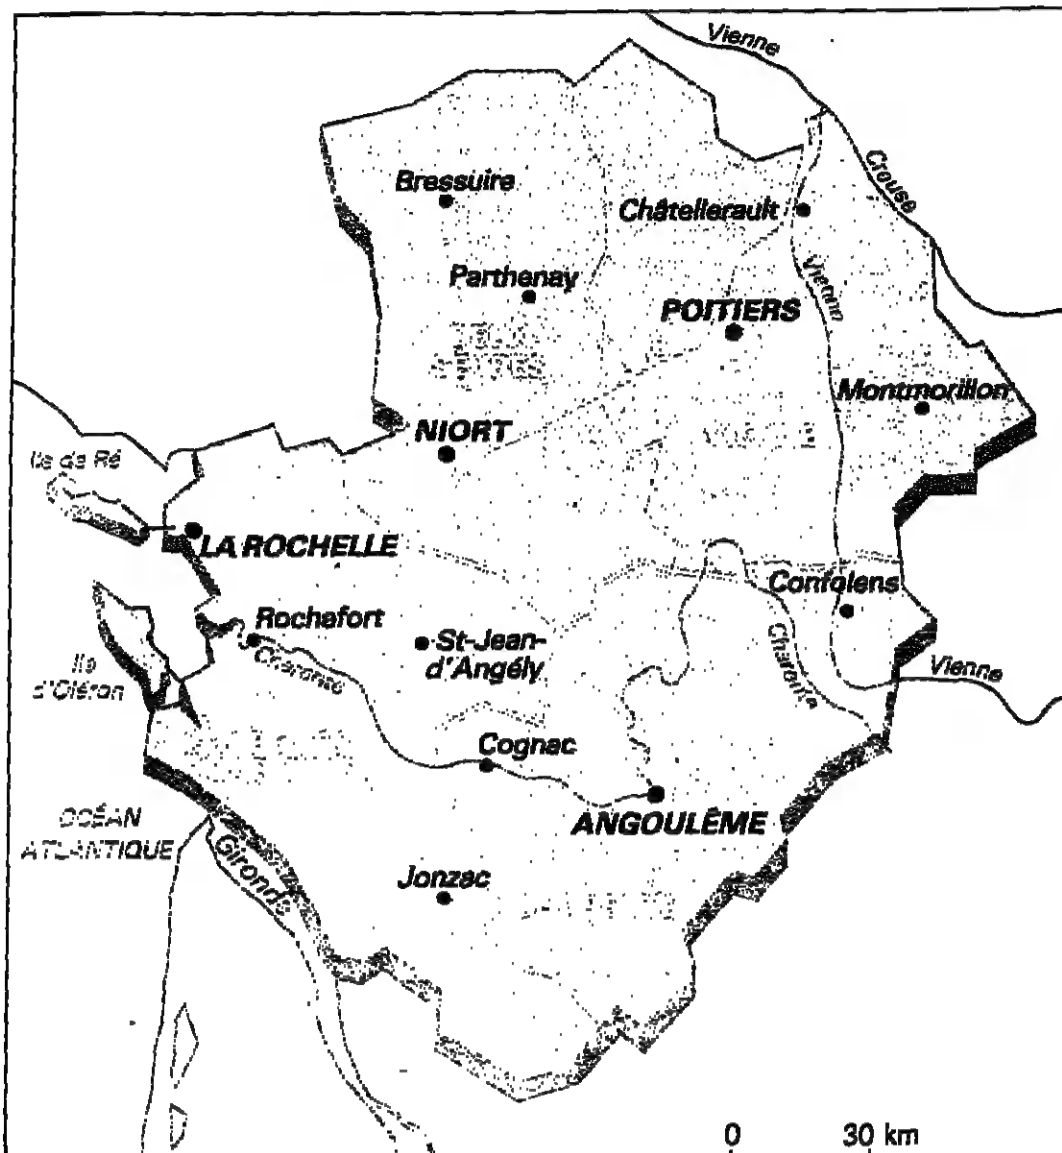 Vienne
Creuse
Bressuire
Châtellerault
Parthenay
Vienne
POITIERS
Montmorillon
NIORT
Ile de Ré
LA ROCHELLE
Confolens
Rochefort
St-Jean-
d'Angély
Charente
Charente
Ile
d'Oléron
Vienne
Cognac
OCÉAN
ATLANTIQUE
ANGOULÊME
Gironde
Jonzac
0 30 km